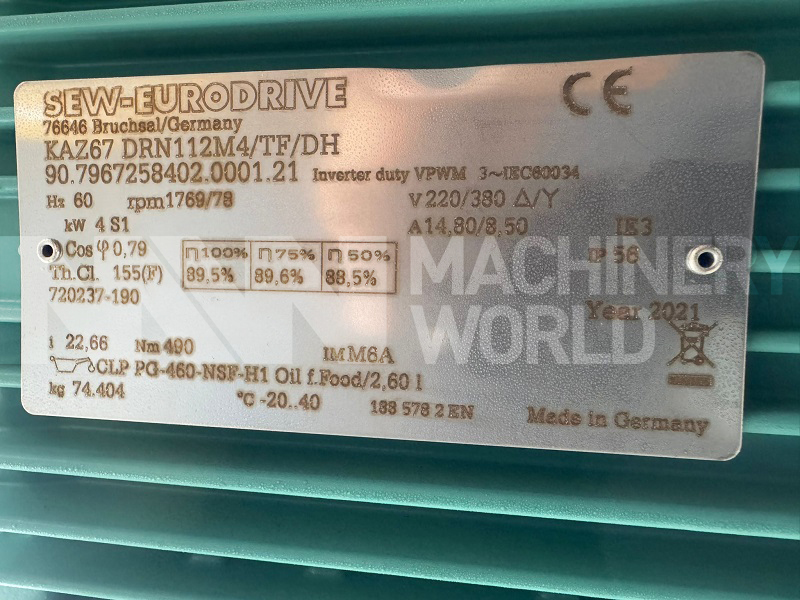 SEW-EURODRIVE
CE
76646 Bruchsal/Germany
KAZ67 DRN112M4/TF/DH
90.7967258402.0001.21 Inverter duty VPWM 3~IEC60034
Hz 60 rpm1769/78 V 220/380 Δ/Y
kW 4 S1 A14,80/8,50 IE3
Cos φ 0,79 η100% η75% η50% IP 56
Th.Cl. 155(F) 89,5% 89,6% 88,5%
720237-190 Year 2021
i 22,66 Nm 490 IM M6A
CLP PG-460-NSF-H1 Oil f.Food/2,60 l
kg 74.404 °C -20..40 188 578 2 EN Made in Germany
MACHINERY
WORLD